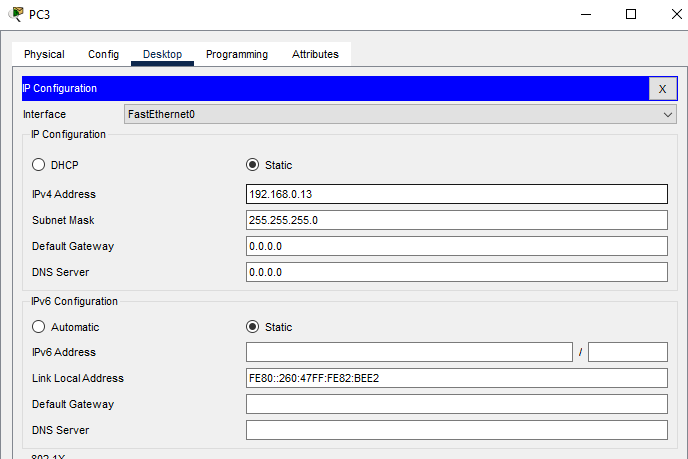 PC3
Physical Config Desktop Programming Attributes
IP Configuration X
Interface FastEthernet0
IP Configuration
DHCP Static
IPv4 Address 192.168.0.13
Subnet Mask 255.255.255.0
Default Gateway 0.0.0.0
DNS Server 0.0.0.0
IPv6 Configuration
Automatic Static
IPv6 Address /
Link Local Address FE80::260:47FF:FE82:BEE2
Default Gateway
DNS Server
802.1X